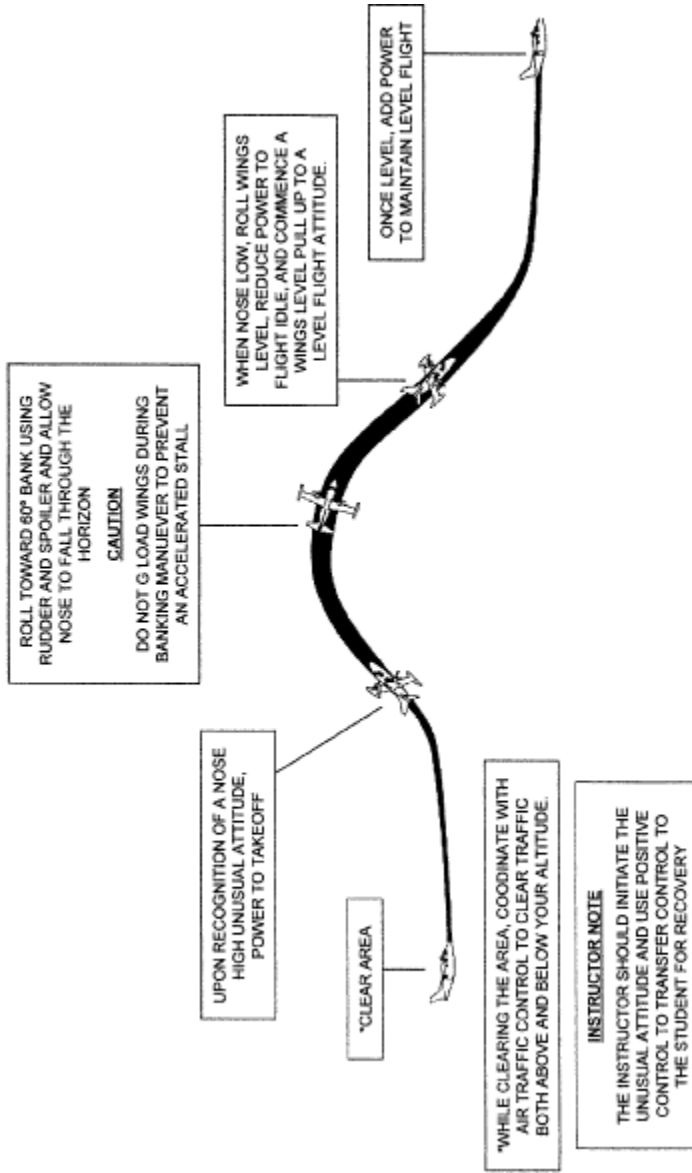 *CLEAR AREA
UPON RECOGNITION OF A NOSE
HIGH UNUSUAL ATTITUDE,
POWER TO TAKEOFF
ROLL TOWARD 60° BANK USING
RUDDER AND SPOILER AND ALLOW
NOSE TO FALL THROUGH THE
HORIZON
CAUTION
DO NOT G LOAD WINGS DURING
BANKING MANUEVER TO PREVENT
AN ACCELERATED STALL
WHEN NOSE LOW, ROLL WINGS
LEVEL, REDUCE POWER TO
FLIGHT IDLE, AND COMMENCE A
WINGS LEVEL PULL UP TO A
LEVEL FLIGHT ATTITUDE.
ONCE LEVEL, ADD POWER
TO MAINTAIN LEVEL FLIGHT
*WHILE CLEARING THE AREA, COODINATE WITH
AIR TRAFFIC CONTROL TO CLEAR TRAFFIC
BOTH ABOVE AND BELOW YOUR ALTITUDE.
INSTRUCTOR NOTE
THE INSTRUCTOR SHOULD INITIATE THE
UNUSUAL ATTITUDE AND USE POSITIVE
CONTROL TO TRANSFER CONTROL TO
THE STUDENT FOR RECOVERY